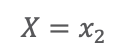 X = x₂